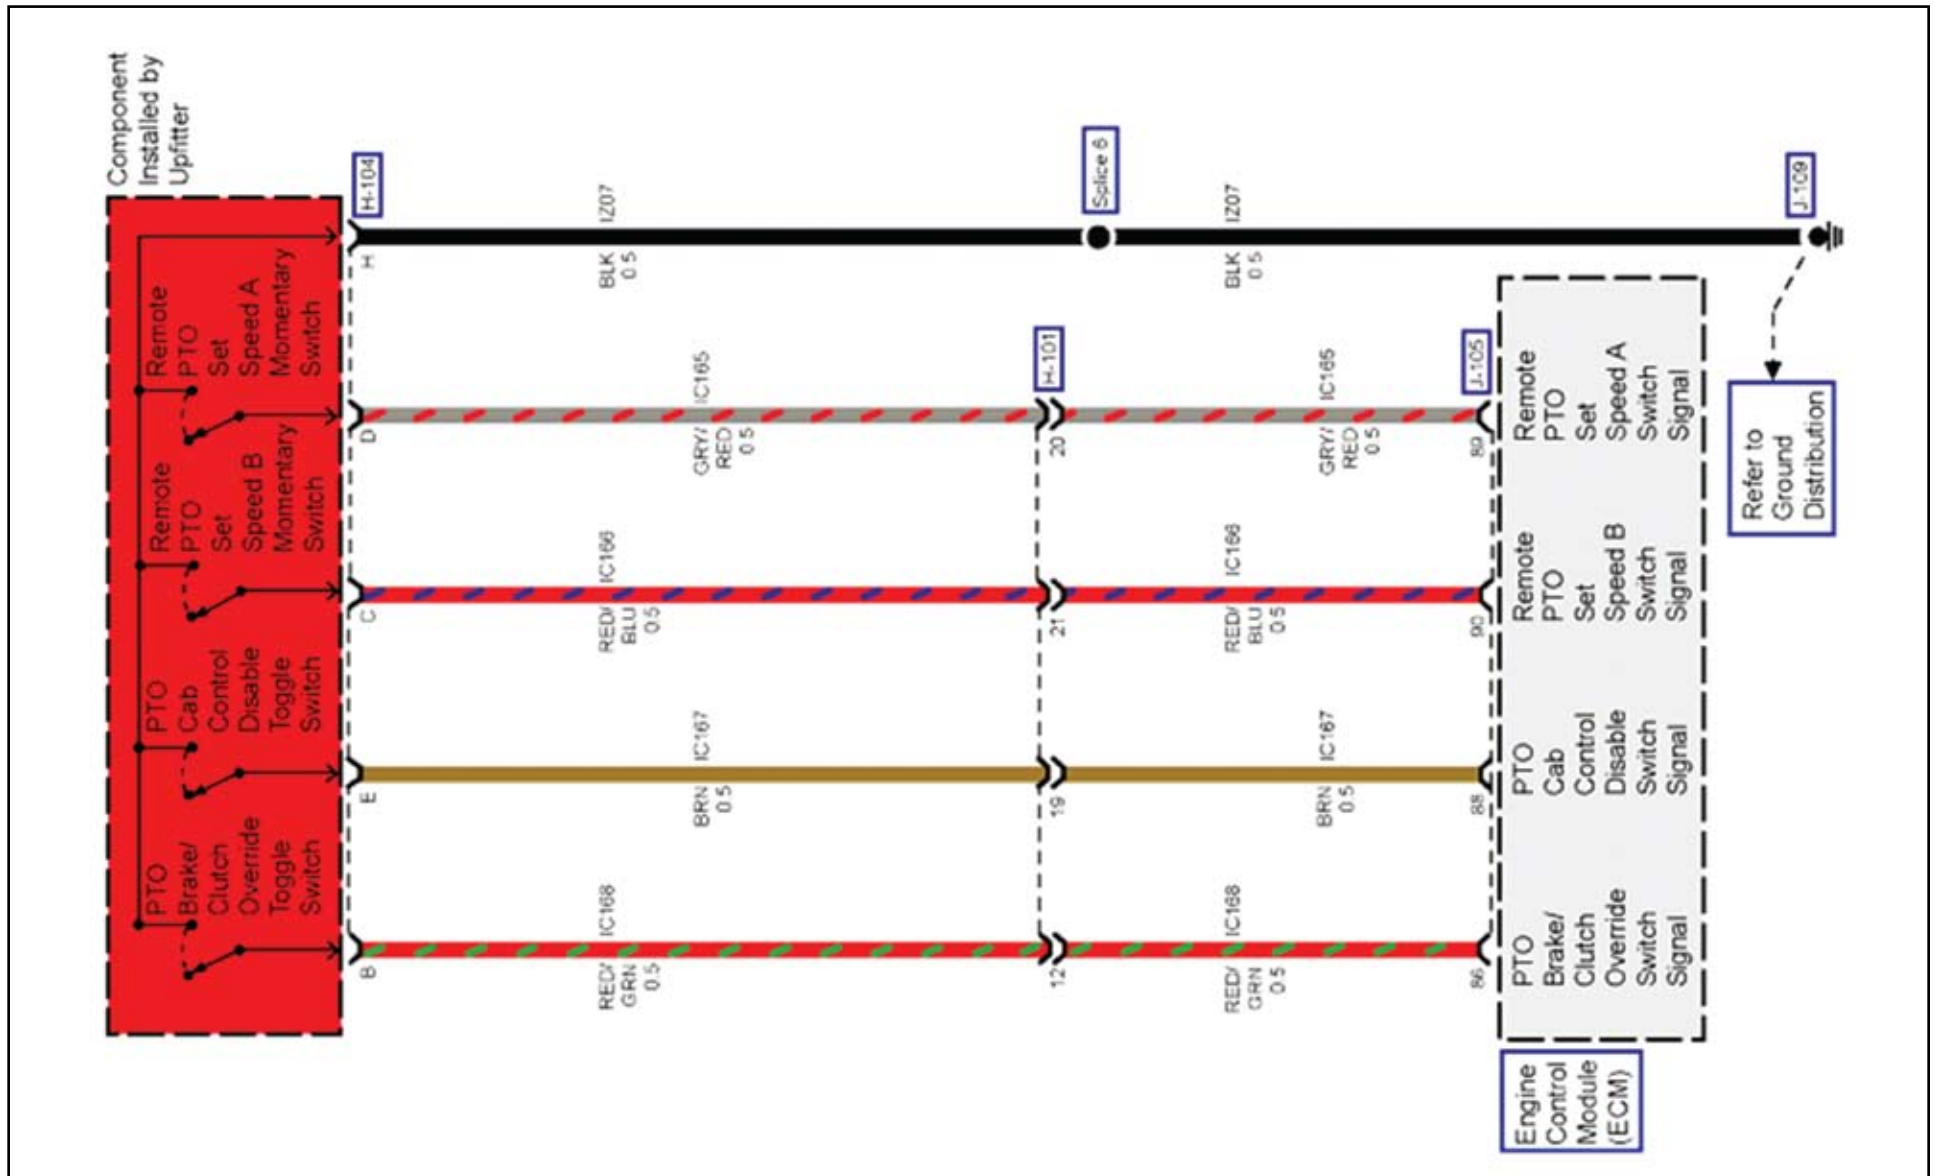 Component
Installed by
Upfitter
PTO
Brake/
Clutch
Override
Toggle
Switch
PTO
Cab
Control
Disable
Toggle
Switch
Remote
PTO
Set
Speed B
Momentary
Switch
Remote
PTO
Set
Speed A
Momentary
Switch
B
E
C
D
H
H-104
RED/
GRN
0.5
IC168
BRN
0.5
IC167
RED/
BLU
0.5
IC166
GRY/
RED
0.5
IC165
BLK
0.5
IZ07
12
19
21
20
H-101
Splice 6
RED/
GRN
0.5
IC168
BRN
0.5
IC167
RED/
BLU
0.5
IC166
GRY/
RED
0.5
IC165
BLK
0.5
IZ07
86
88
90
89
J-105
J-109
PTO
Brake/
Clutch
Override
Switch
Signal
PTO
Cab
Control
Disable
Switch
Signal
Remote
PTO
Set
Speed B
Switch
Signal
Remote
PTO
Set
Speed A
Switch
Signal
Engine
Control
Module
(ECM)
Refer to
Ground
Distribution